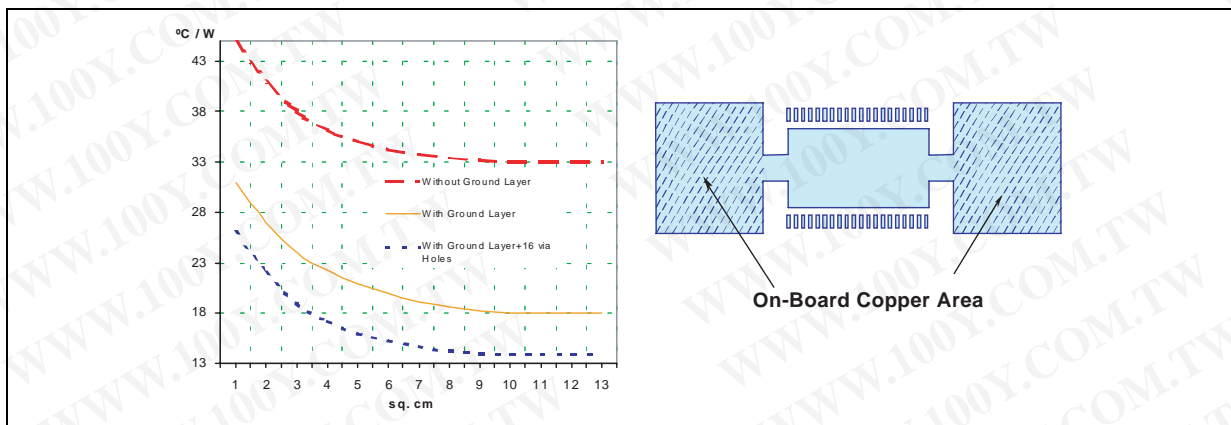 ºC / W
43
38
33
28
23
18
13
1 2 3 4 5 6 7 8 9 10 11 12 13
sq. cm
Without Ground Layer
With Ground Layer
With Ground Layer+16 via
Holes
On-Board Copper Area
WWW.100Y.COM.TW